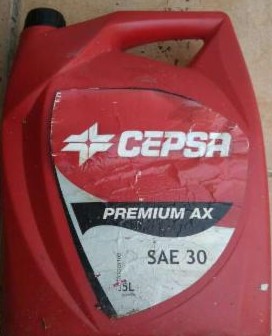 CEPSA
PREMIUM AX
SAE 30
5L